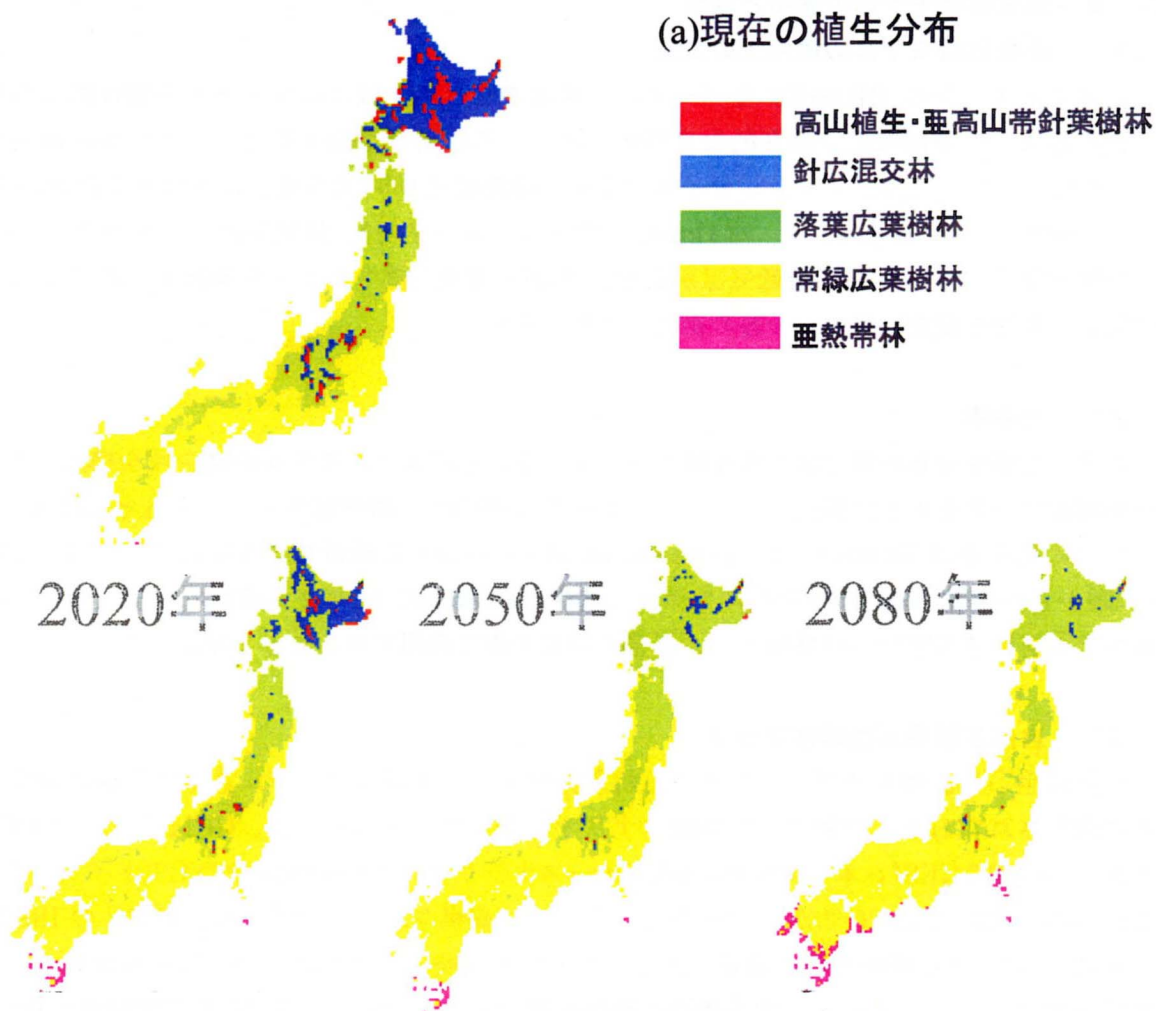 (a)現在の植生分布
高山植生・亜高山帯針葉樹林
針広混交林
落葉広葉樹林
常緑広葉樹林
亜熱帯林
2020年
2050年
2080年